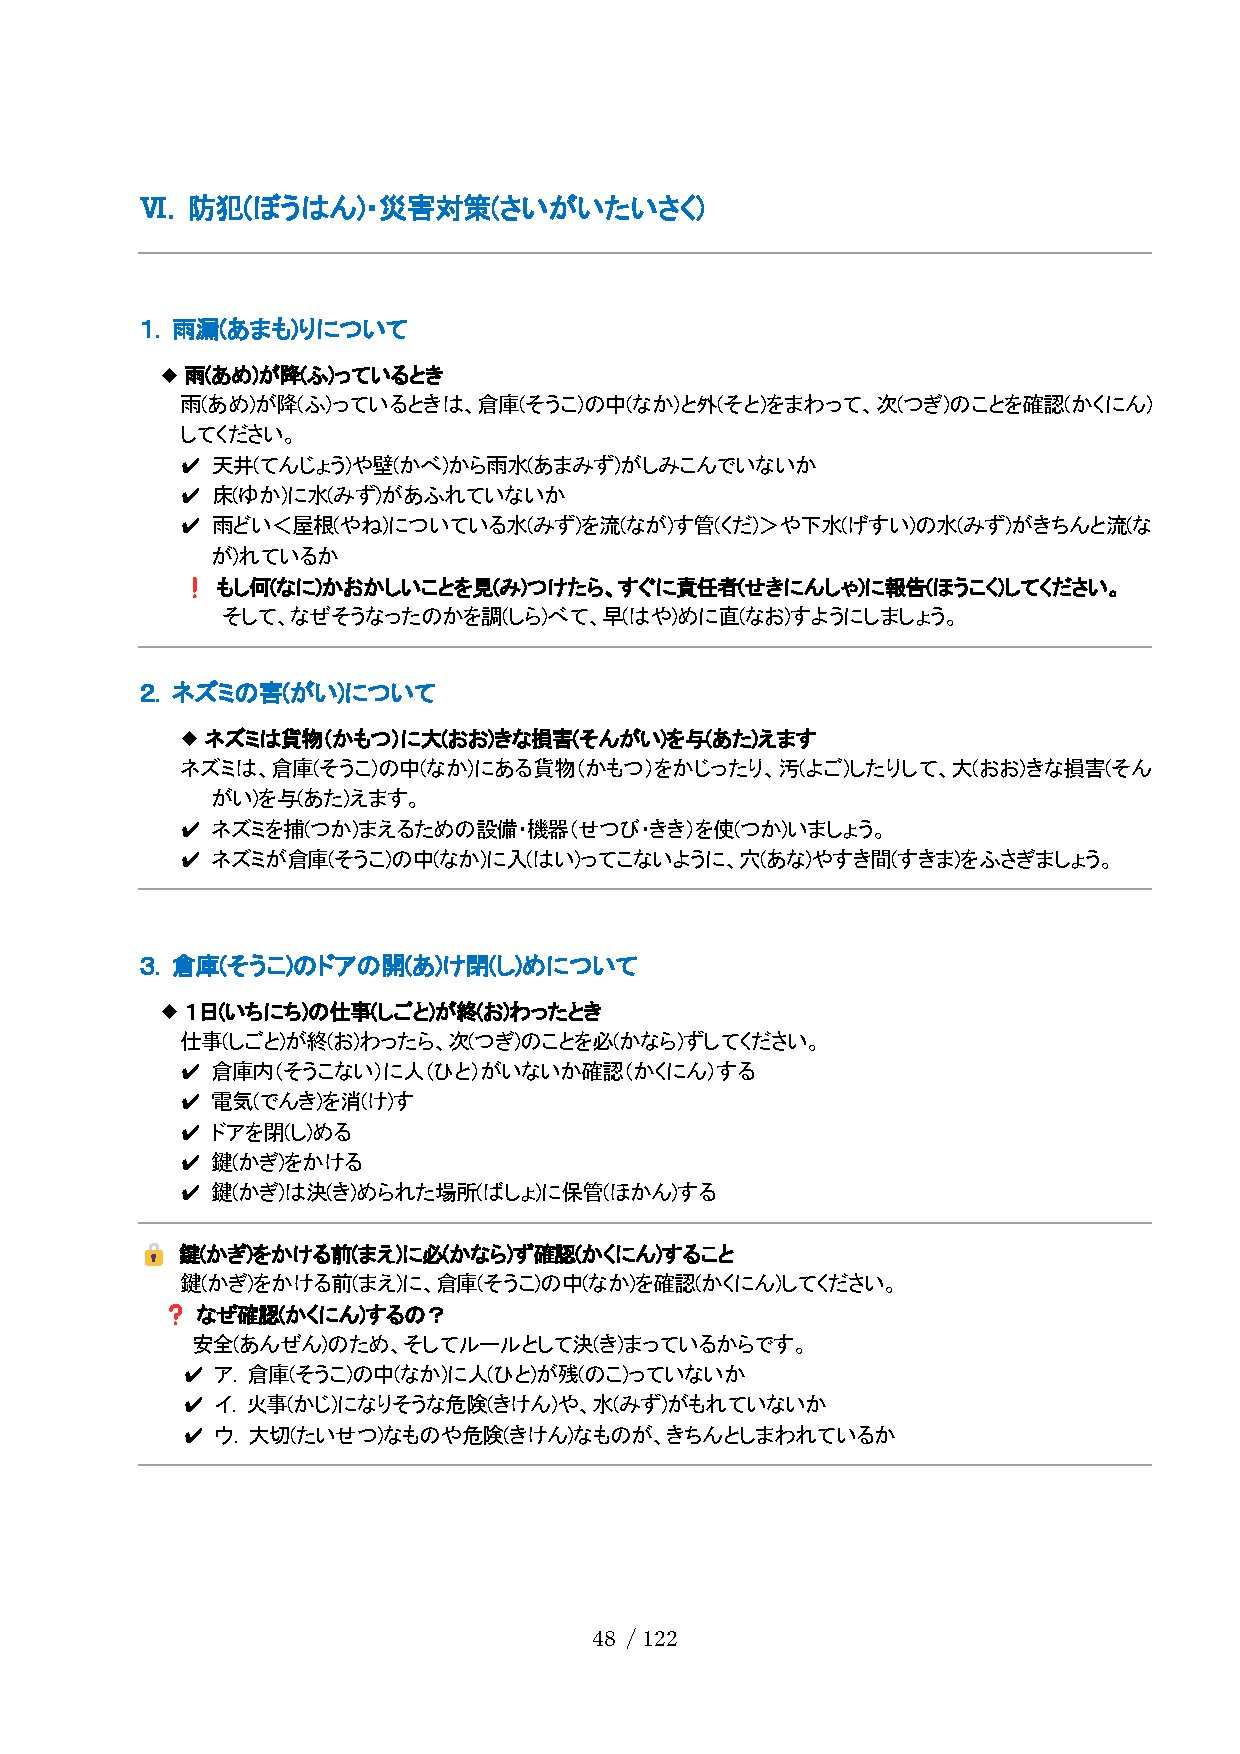 Ⅵ. 防犯(ぼうはん)・災害対策(さいがいたいさく)
1. 雨漏(あまも)りについて
◆ 雨(あめ)が降(ふ)っているとき
雨(あめ)が降(ふ)っているときは、倉庫(そうこ)の中(なか)と外(そと)をまわって、次(つぎ)のことを確認(かくにん)
してください。
✔ 天井(てんじょう)や壁(かべ)から雨水(あまみず)がしみこんでいないか
✔ 床(ゆか)に水(みず)があふれていないか
✔ 雨どい＜屋根(やね)についている水(みず)を流(なが)す管(くだ)＞や下水(げすい)の水(みず)がきちんと流(な
が)れているか
❗ もし何(なに)かおかしいことを見(み)つけたら、すぐに責任者(せきにんしゃ)に報告(ほうこく)してください。
そして、なぜそうなったのかを調(しら)べて、早(はや)めに直(なお)すようにしましょう。
2. ネズミの害(がい)について
◆ ネズミは貨物（かもつ）に大(おお)きな損害(そんがい)を与(あた)えます
ネズミは、倉庫(そうこ)の中(なか)にある貨物（かもつ）をかじったり、汚(よご)したりして、大(おお)きな損害(そん
がい)を与(あた)えます。
✔ ネズミを捕(つか)まえるための設備・機器（せつび・きき）を使(つか)いましょう。
✔ ネズミが倉庫(そうこ)の中(なか)に入(はい)ってこないように、穴(あな)やすき間(すきま)をふさぎましょう。
3. 倉庫(そうこ)のドアの開(あ)け閉(し)めについて
◆ 1日(いちにち)の仕事(しごと)が終(お)わったとき
仕事(しごと)が終(お)わったら、次(つぎ)のことを必(かなら)ずしてください。
✔ 倉庫内（そうこない）に人（ひと）がいないか確認（かくにん）する
✔ 電気(でんき)を消(け)す
✔ ドアを閉(し)める
✔ 鍵(かぎ)をかける
✔ 鍵(かぎ)は決(き)められた場所(ばしょ)に保管(ほかん)する
🔒 鍵(かぎ)をかける前(まえ)に必(かなら)ず確認(かくにん)すること
鍵(かぎ)をかける前(まえ)に、倉庫(そうこ)の中(なか)を確認(かくにん)してください。
❓ なぜ確認(かくにん)するの？
安全(あんぜん)のため、そしてルールとして決(き)まっているからです。
✔ ア. 倉庫(そうこ)の中(なか)に人(ひと)が残(のこ)っていないか
✔ イ. 火事(かじ)になりそうな危険(きけん)や、水(みず)がもれていないか
✔ ウ. 大切(たいせつ)なものや危険(きけん)なものが、きちんとしまわれているか
48 / 122